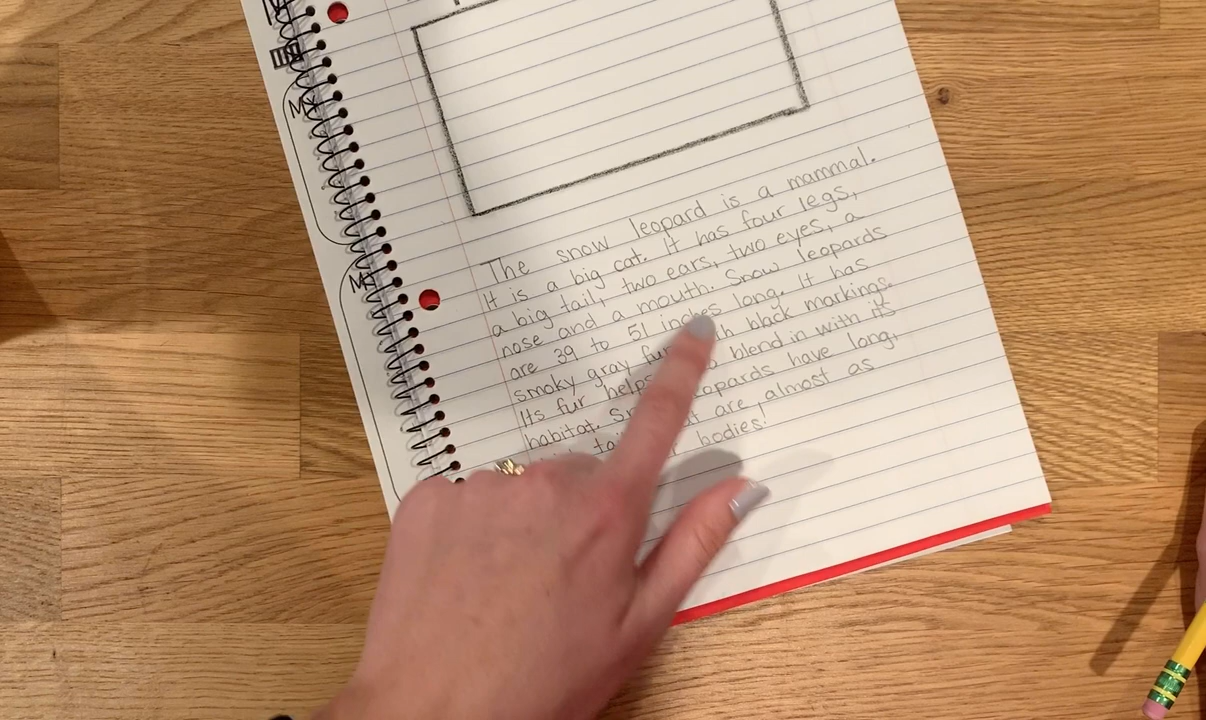 The snow leopard is a mammal.
It is a big cat. It has four legs,
a big tail, two ears, two eyes, a
nose and a mouth. Snow leopards
are 39 to 51 inches long. It has
smoky gray fur black markings.
Its fur helps blend in with its
habitat. have long,
are almost as
bodies!